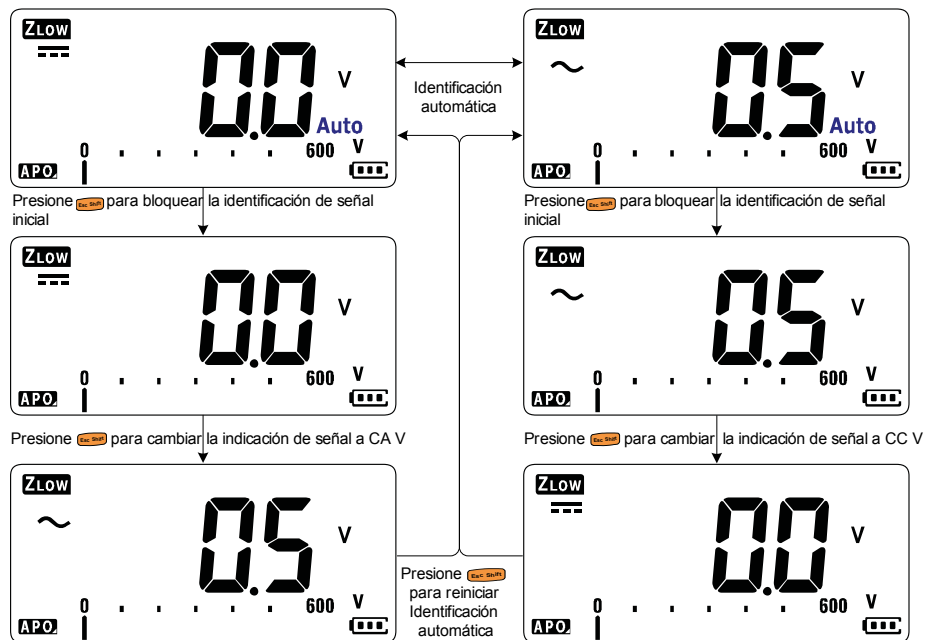 ZLOW
0.0 V
Auto
0 600 V
APO
Identificación
automática
ZLOW
0.5 V
Auto
0 600 V
APO
Presione Esc Shift para bloquear la identificación de señal
inicial
Presione Esc Shift para bloquear la identificación de señal
inicial
ZLOW
0.0 V
0 600 V
APO
ZLOW
0.5 V
0 600 V
APO
Presione Esc Shift para cambiar la indicación de señal a CA V
Presione Esc Shift para cambiar la indicación de señal a CC V
ZLOW
0.5 V
0 600 V
APO
Presione Esc Shift
para reiniciar
Identificación
automática
ZLOW
0.0 V
0 600 V
APO